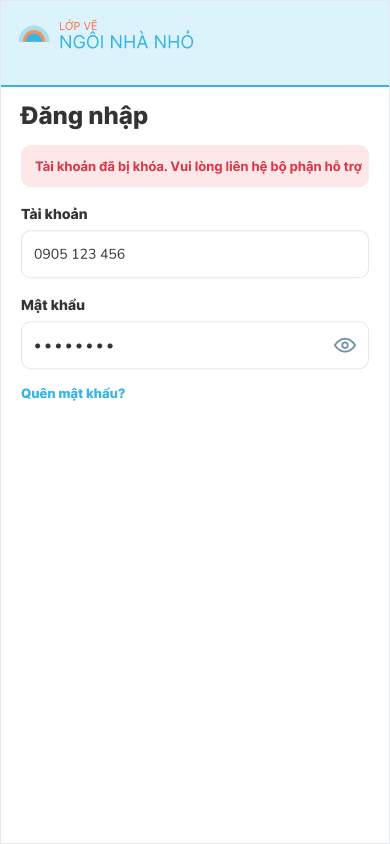 LỚP VẼ
NGÔI NHÀ NHỎ
Đăng nhập
Tài khoản đã bị khóa. Vui lòng liên hệ bộ phận hỗ trợ
Tài khoản
0905 123 456
Mật khẩu
••••••••
Quên mật khẩu?